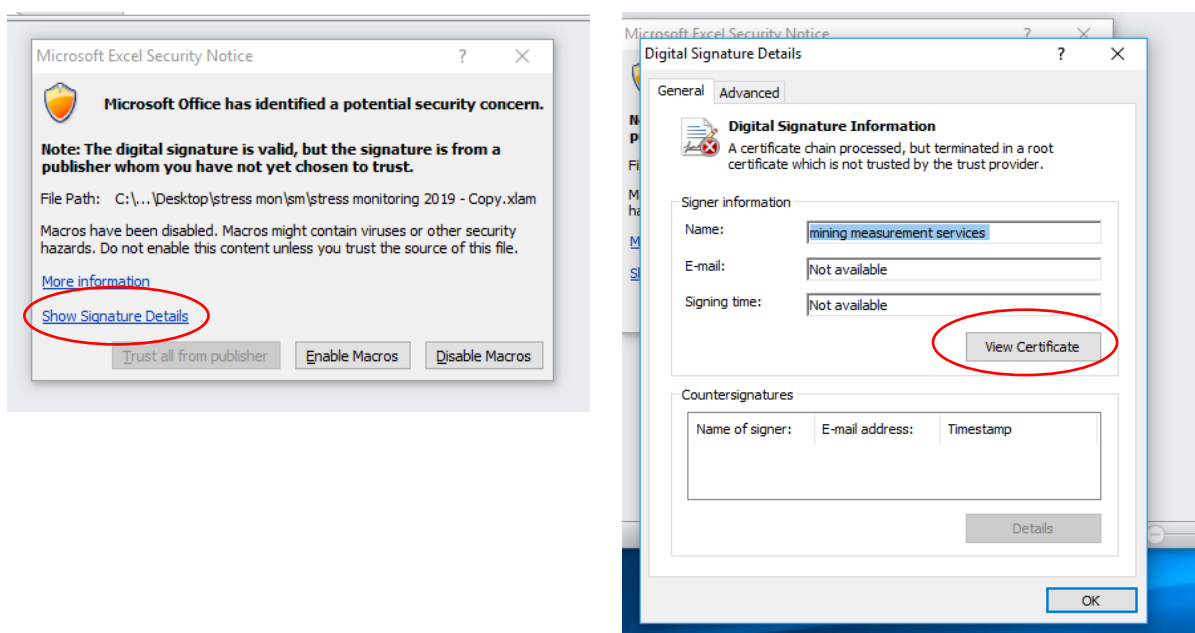 Microsoft Excel Security Notice
?
Microsoft Office has identified a potential security concern.
Note: The digital signature is valid, but the signature is from a
publisher whom you have not yet chosen to trust.
File Path: C:\...\Desktop\stress mon\sm\stress monitoring 2019 - Copy.xlam
Macros have been disabled. Macros might contain viruses or other security
hazards. Do not enable this content unless you trust the source of this file.
More information
Show Signature Details
Trust all from publisher Enable Macros Disable Macros
Microsoft Excel Security Notice ?
Digital Signature Details ?
General Advanced
Digital Signature Information
A certificate chain processed, but terminated in a root
certificate which is not trusted by the trust provider.
Signer information
Name: mining measurement services
E-mail: Not available
Signing time: Not available
View Certificate
Countersignatures
Name of signer: E-mail address: Timestamp
Details
OK